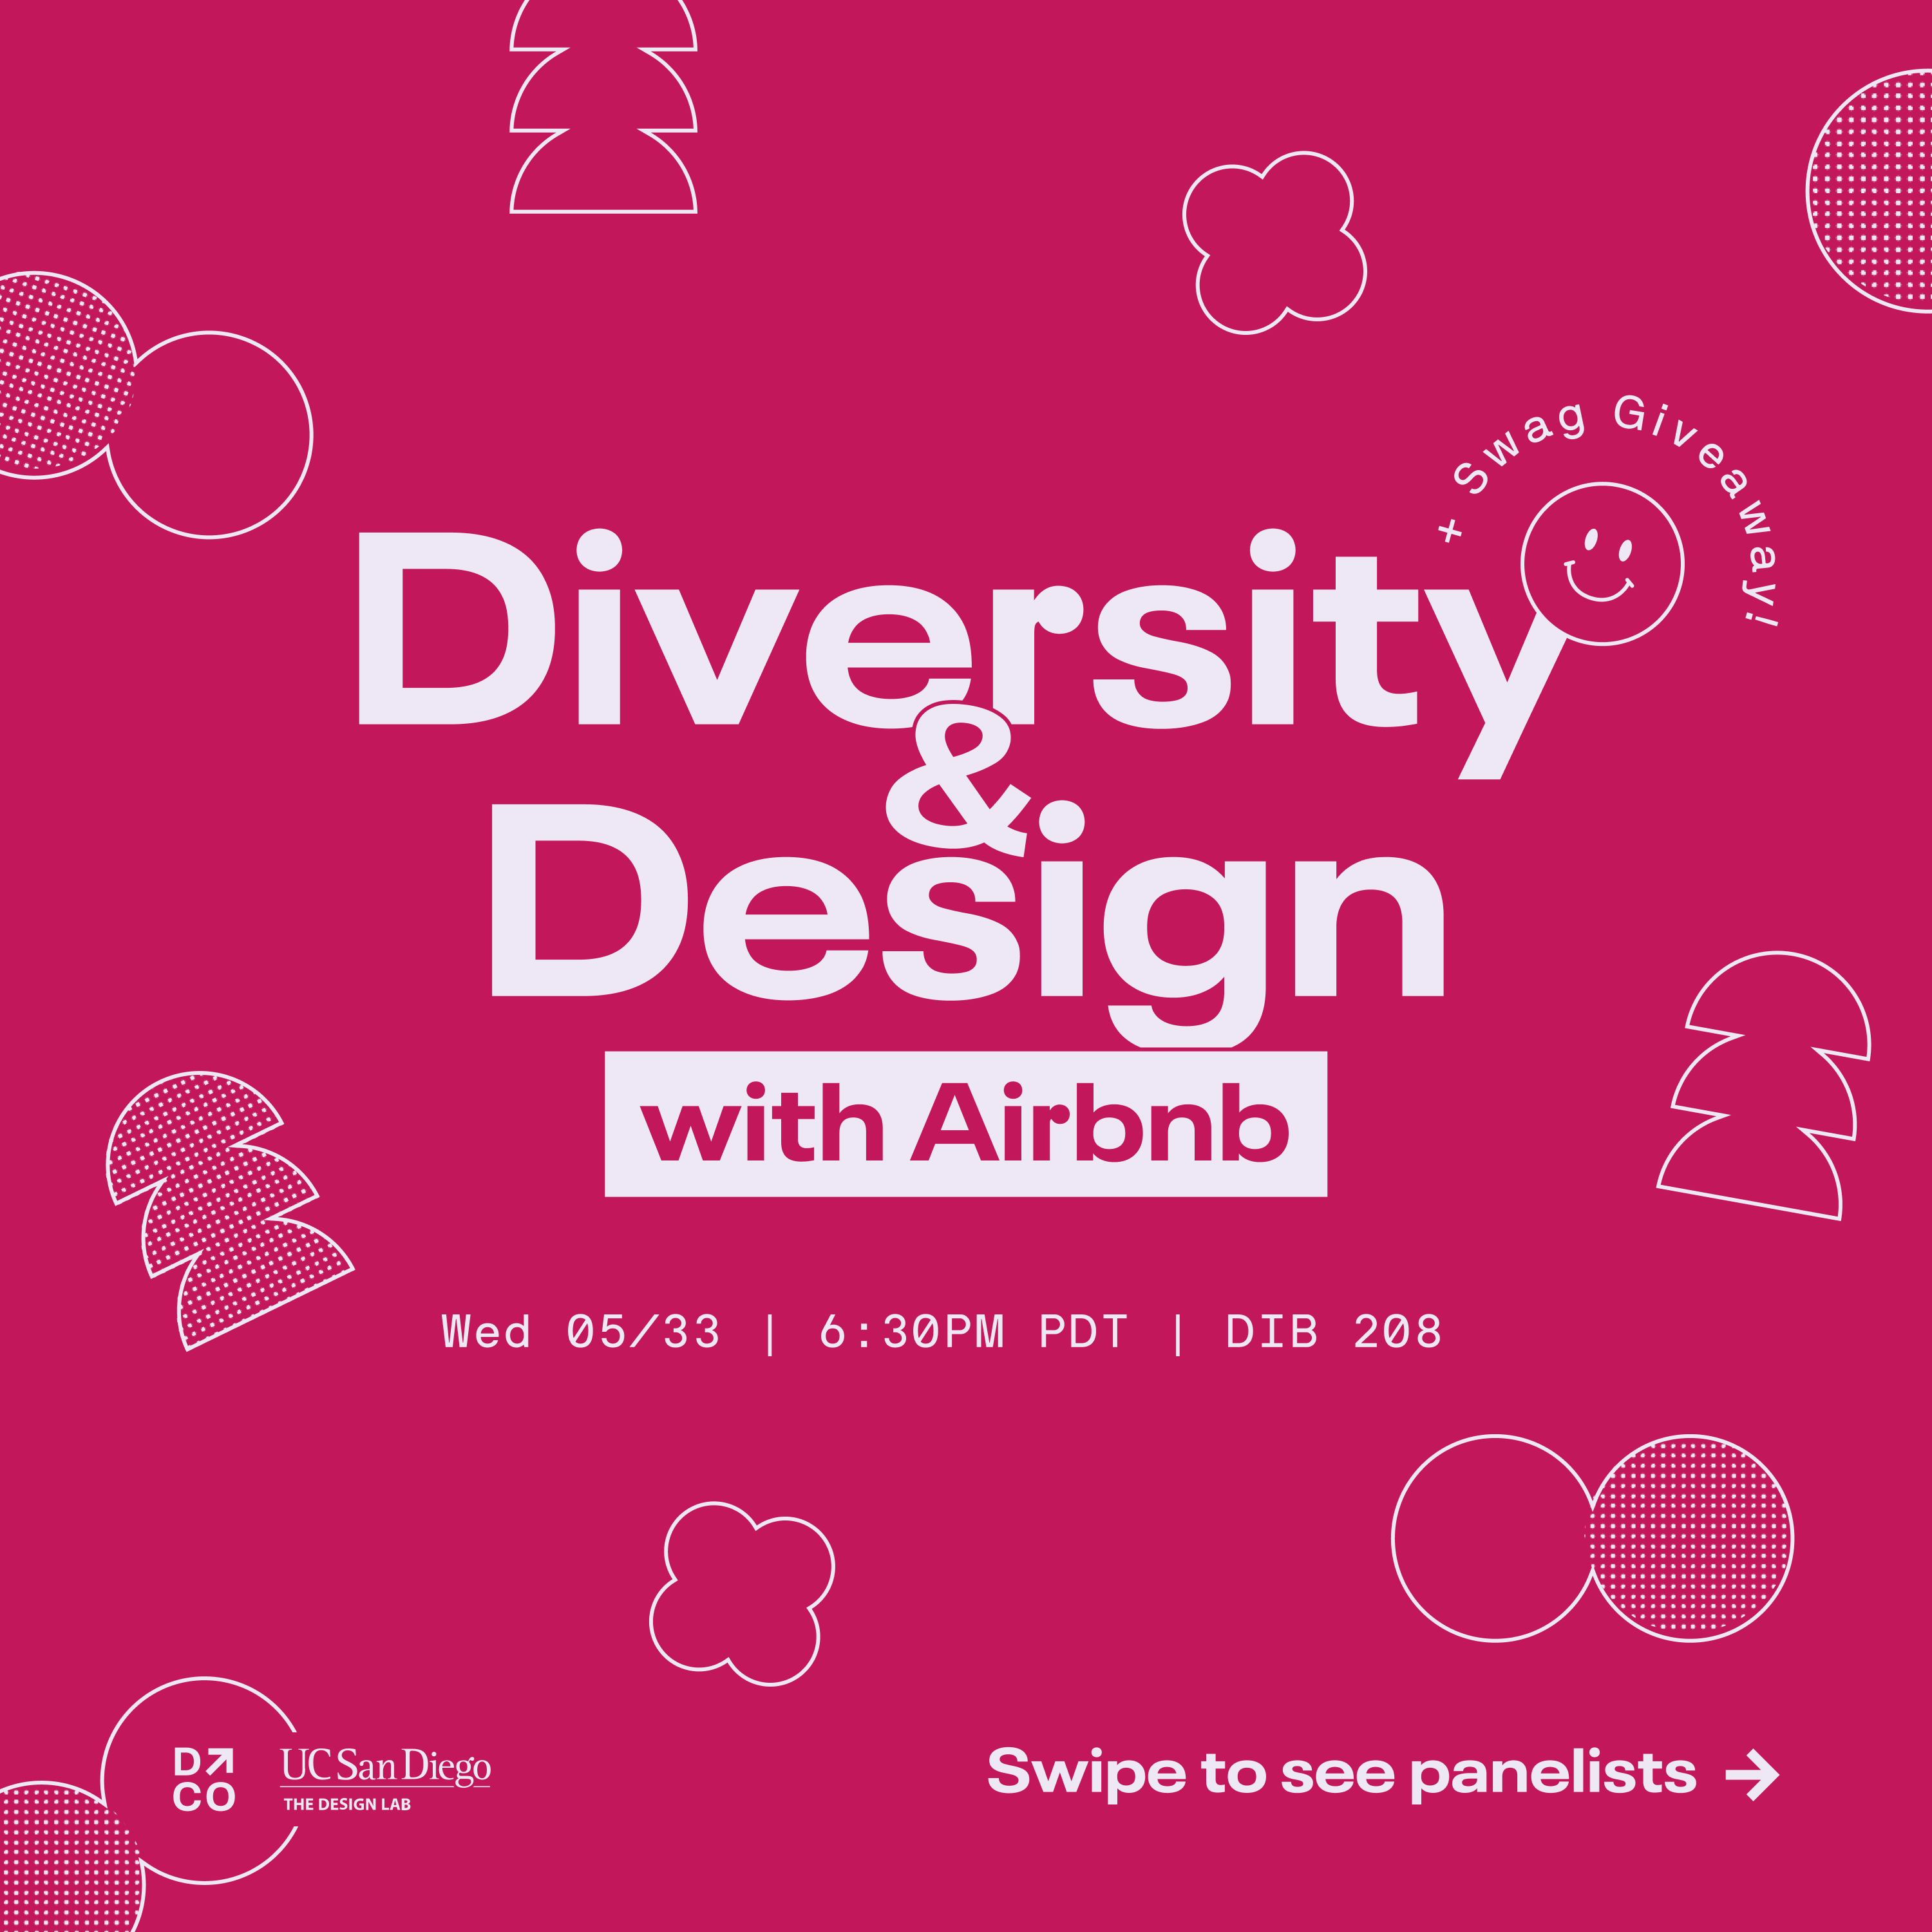 + Swag Giveaway!
Diversity
&
Design
with Airbnb
Wed 05/33 | 6:30PM PDT | DIB 208
D↗
CO
UC San Diego
THE DESIGN LAB
Swipe to see panelists →